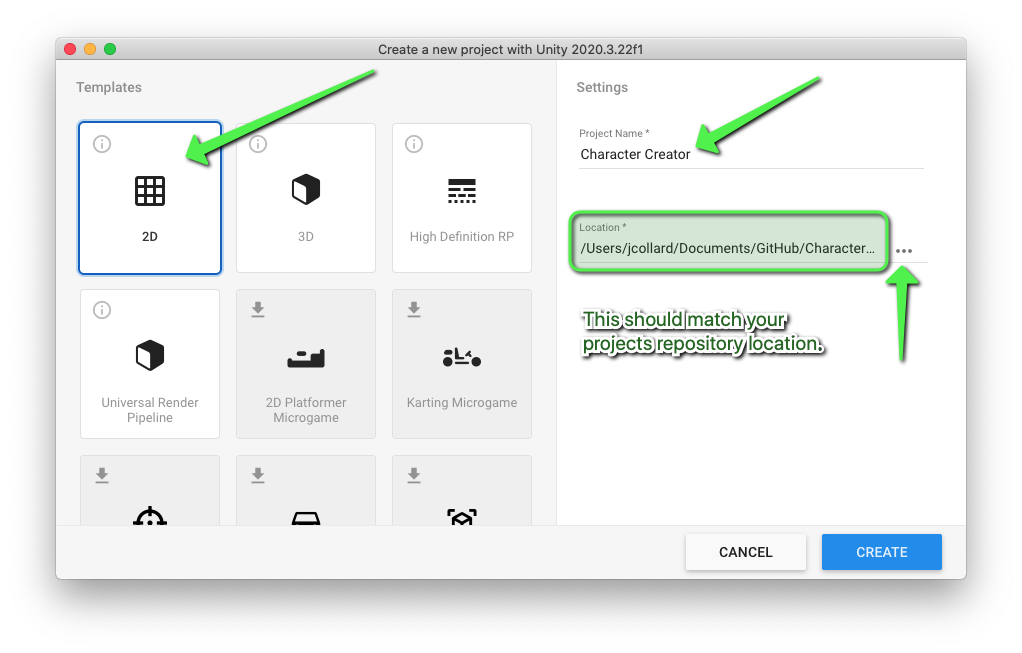 Create a new project with Unity 2020.3.22f1
Templates
2D
3D
High Definition RP
Universal Render
Pipeline
2D Platformer
Microgame
Karting Microgame
Settings
Project Name *
Character Creator
Location *
/Users/jcollard/Documents/GitHub/Character...
This should match your
projects repository location.
CANCEL
CREATE